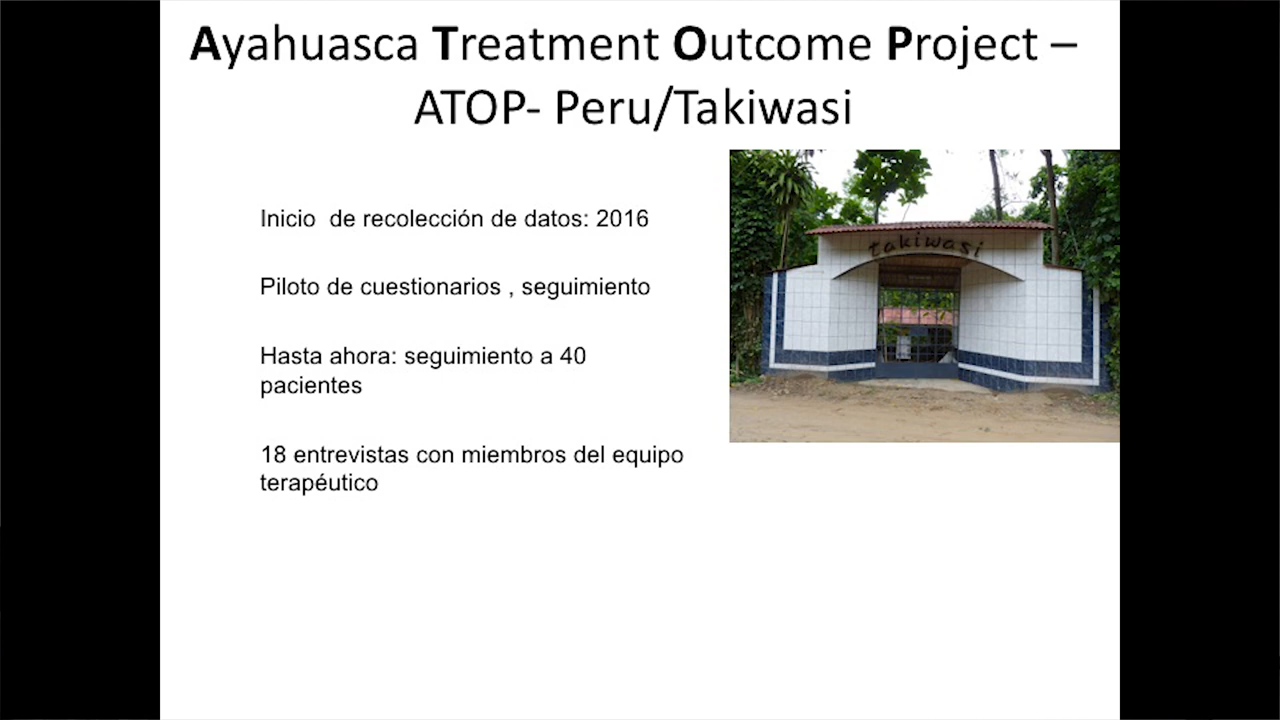 Ayahuasca Treatment Outcome Project –
ATOP- Peru/Takiwasi
Inicio  de recolección de datos: 2016
Piloto de cuestionarios , seguimiento
Hasta ahora: seguimiento a 40
pacientes
18 entrevistas con miembros del equipo
terapéutico
takiwasi